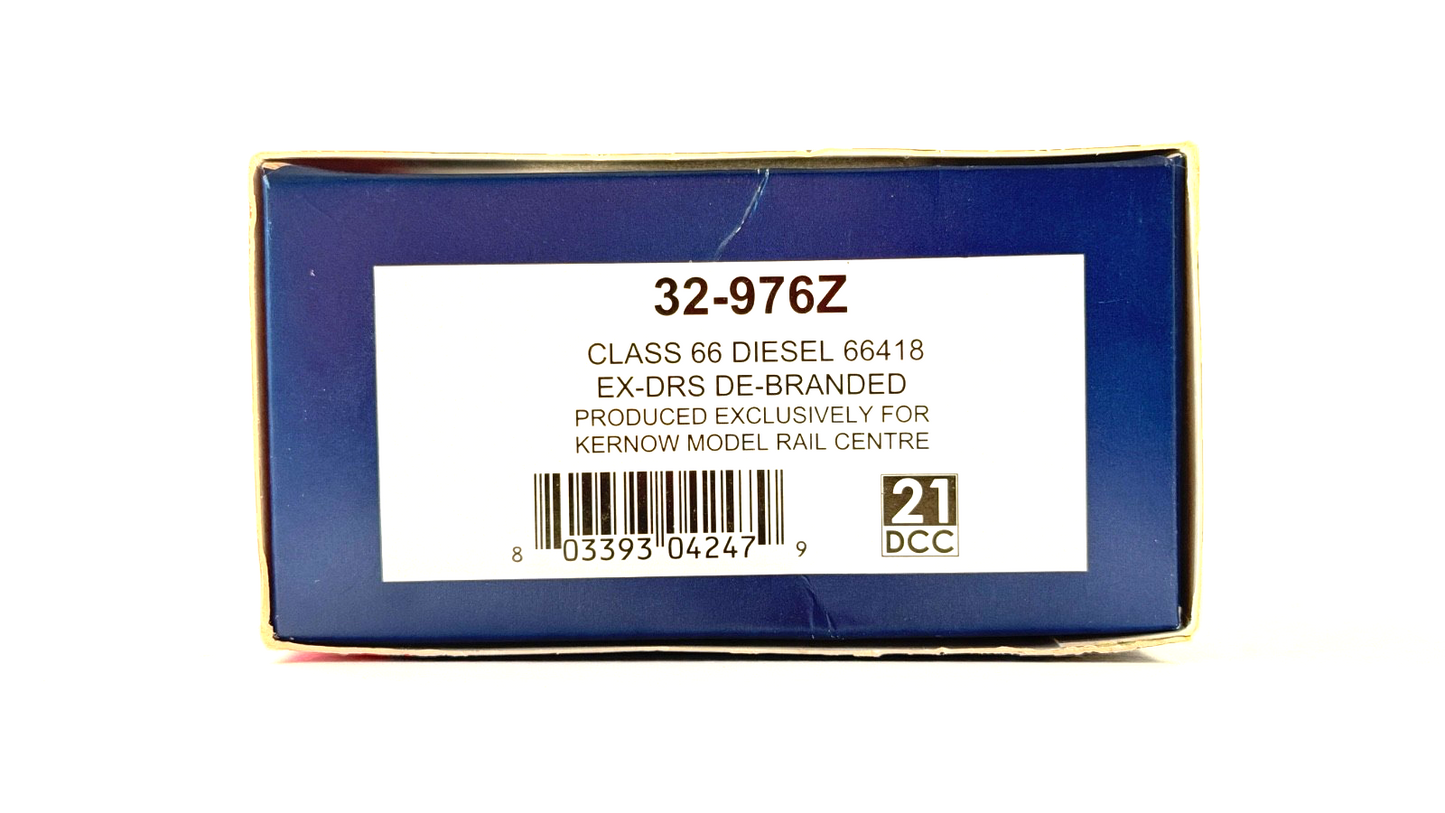 32-976Z
CLASS 66 DIESEL 66418
EX-DRS DE-BRANDED
PRODUCED EXCLUSIVELY FOR
KERNOW MODEL RAIL CENTRE
8 03393 04247 9
21
DCC